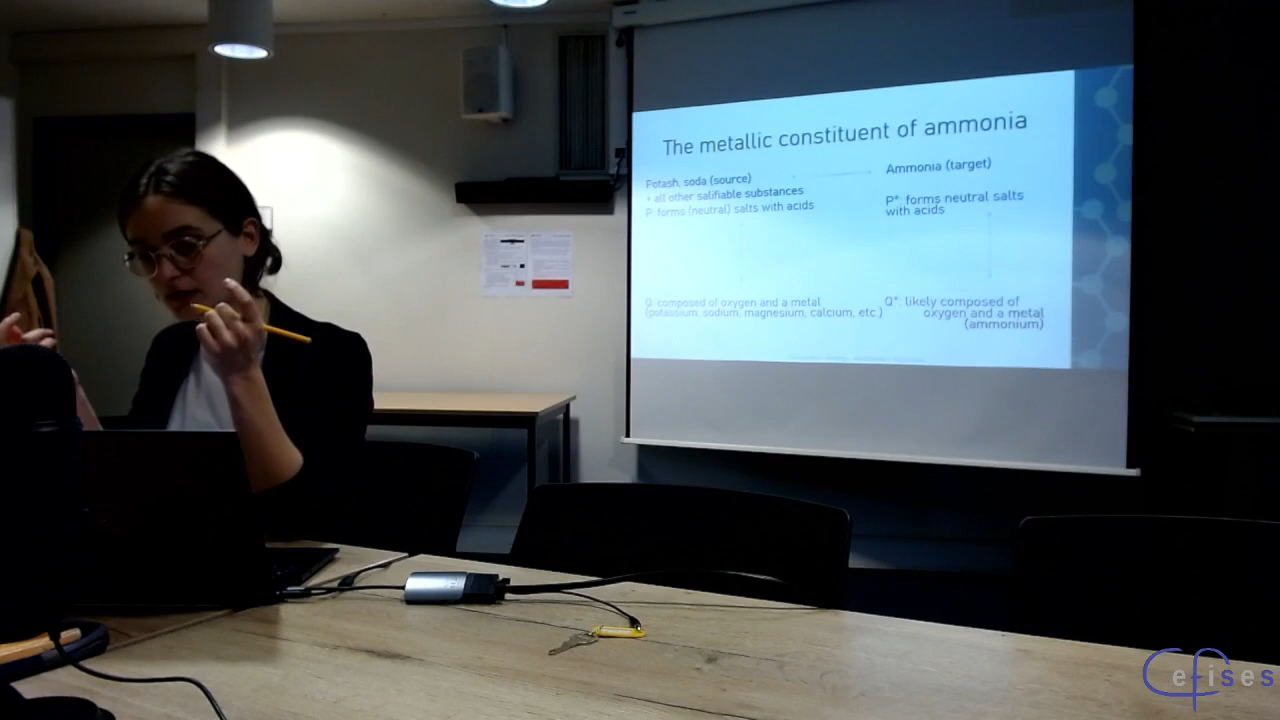 The metallic constituent of ammonia
Potash, soda (source)
+ all other salifiable substances
P: forms (neutral) salts with acids
Ammonia (target)
P* forms neutral salts
with acids
Q: composed of oxygen and a metal
(potassium, sodium, magnesium, calcium, etc.)
Q*: likely composed of
oxygen and a metal
(ammonium)
Cefises